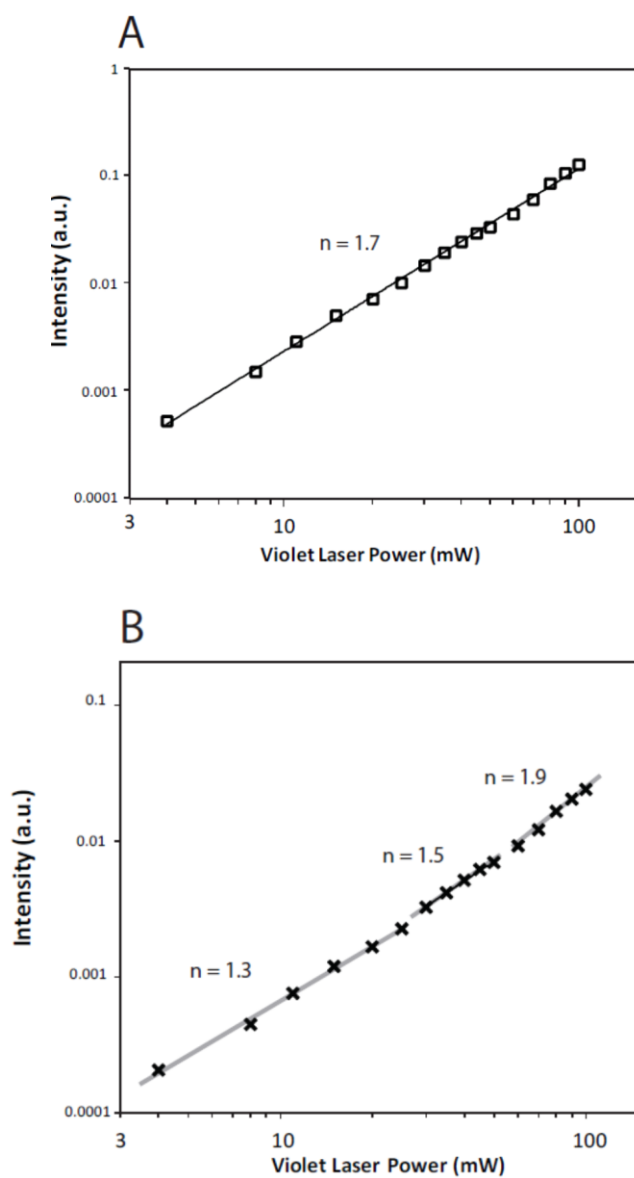 A
1
0.1
0.01
0.001
0.0001
Intensity (a.u.)
n = 1.7
3
10
100
Violet Laser Power (mW)
B
0.1
0.01
0.001
0.0001
Intensity (a.u.)
n = 1.9
n = 1.5
n = 1.3
3
10
100
Violet Laser Power (mW)